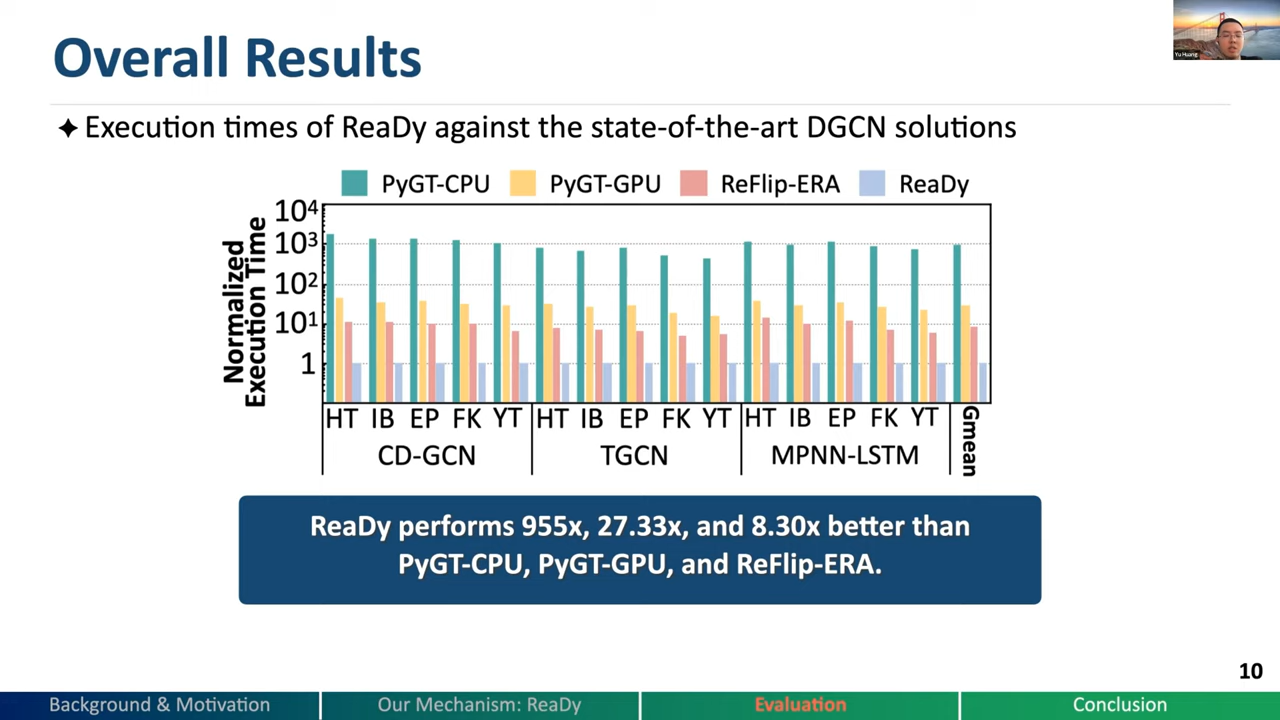 Overall Results
Yu Huang
✦ Execution times of ReaDy against the state-of-the-art DGCN solutions
PyGT-CPU PyGT-GPU ReFlip-ERA ReaDy
Normalized
Execution Time
10⁴
10³
10²
10¹
1
HT IB EP FK YT HT IB EP FK YT HT IB EP FK YT Gmean
CD-GCN TGCN MPNN-LSTM
ReaDy performs 955x, 27.33x, and 8.30x better than
PyGT-CPU, PyGT-GPU, and ReFlip-ERA.
10
Background & Motivation Our Mechanism: ReaDy Evaluation Conclusion